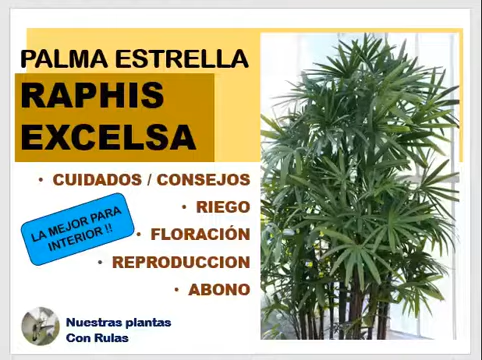 PALMA ESTRELLA
RAPHIS
EXCELSA
• CUIDADOS / CONSEJOS
• RIEGO
• FLORACIÓN
• REPRODUCCION
• ABONO
LA MEJOR PARA
INTERIOR !!
Nuestras plantas
Con Rulas